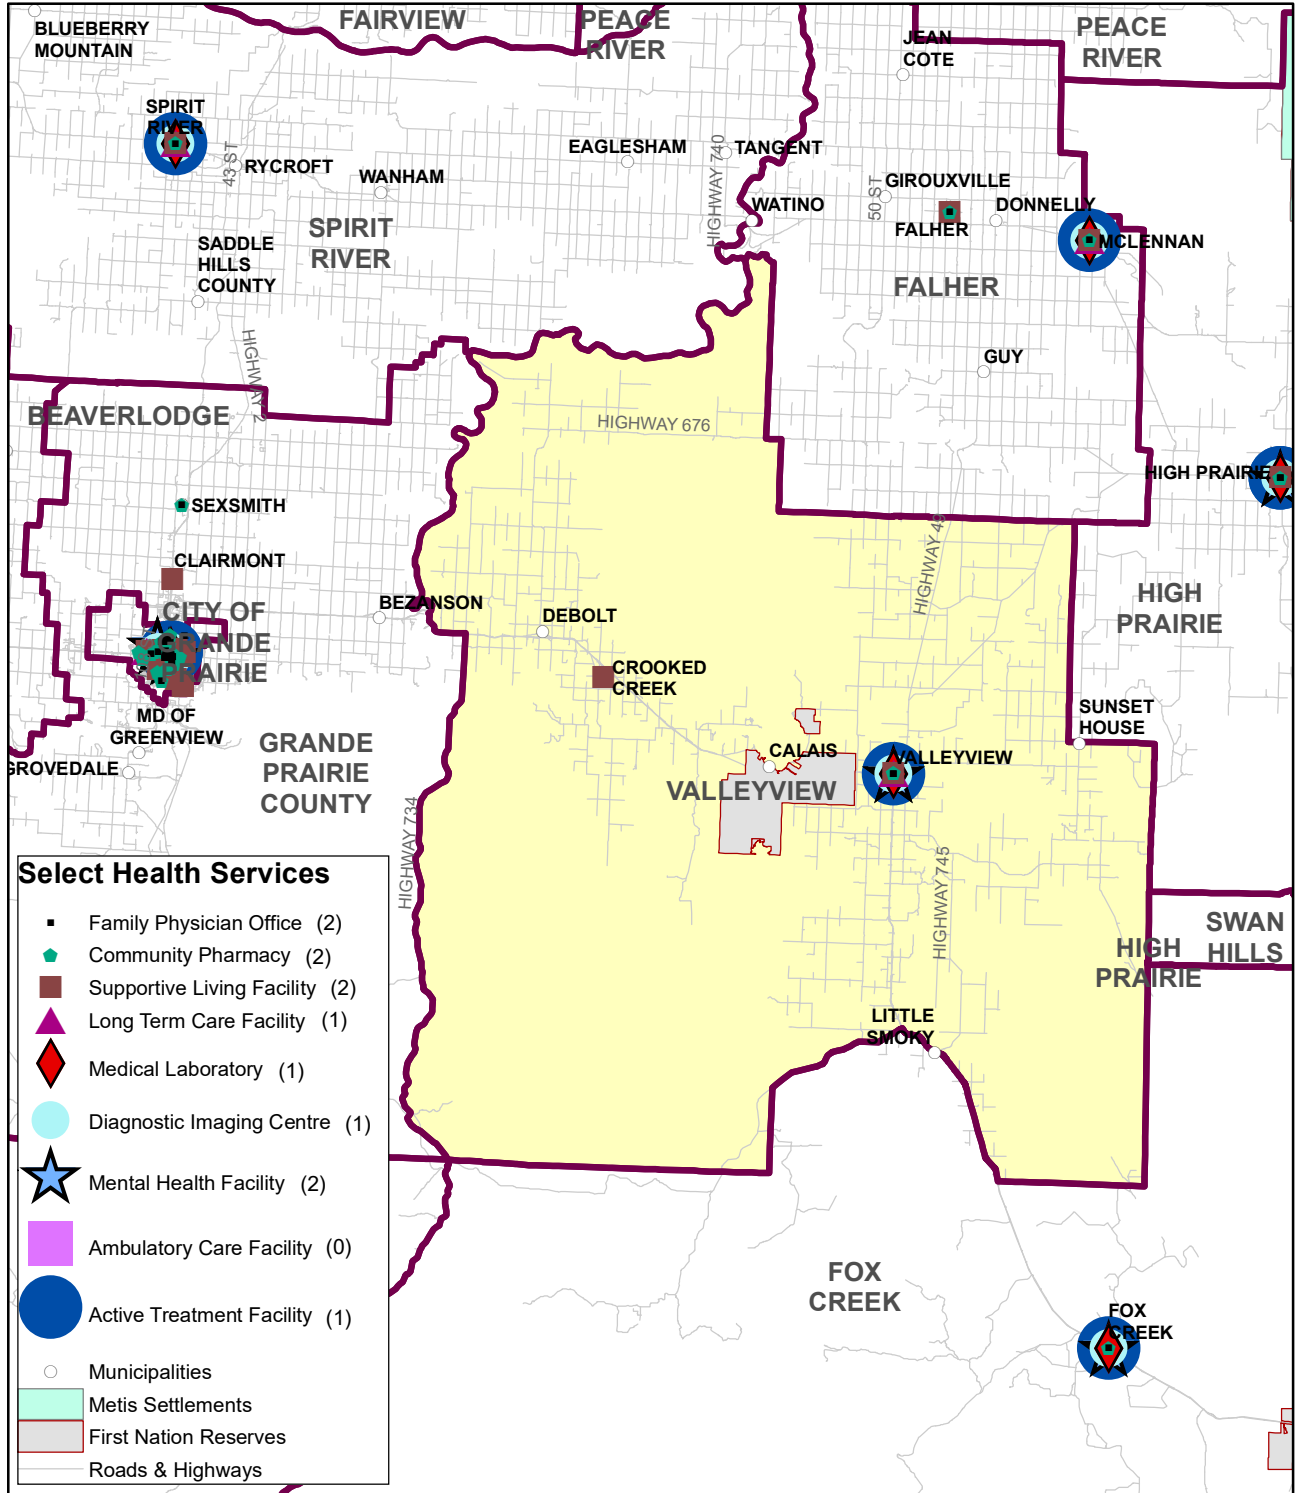 BLUEBERRY
MOUNTAIN
FAIRVIEW
PEACE
RIVER
JEAN
COTE
PEACE
RIVER
SPIRIT
RIVER
43 ST
RYCROFT
WANHAM
EAGLESHAM
HIGHWAY 740
TANGENT
WATINO
50 ST
GIROUXVILLE
FALHER
DONNELLY
MCLENNAN
SPIRIT
RIVER
SADDLE
HILLS
COUNTY
FALHER
HIGHWAY 2
GUY
BEAVERLODGE
HIGHWAY 676
HIGH PRAIRIE
SEXSMITH
CLAIRMONT
HIGHWAY 49
CITY OF
GRANDE
PRAIRIE
BEZANSON
DEBOLT
HIGH
PRAIRIE
CROOKED
CREEK
MD OF
GREENVIEW
GROVEDALE
GRANDE
PRAIRIE
COUNTY
SUNSET
HOUSE
CALAIS
VALLEYVIEW
VALLEYVIEW
HIGHWAY 734
HIGHWAY 745
SWAN
HILLS
HIGH
PRAIRIE
LITTLE
SMOKY
FOX
CREEK
FOX
CREEK
Select Health Services
Family Physician Office (2)
Community Pharmacy (2)
Supportive Living Facility (2)
Long Term Care Facility (1)
Medical Laboratory (1)
Diagnostic Imaging Centre (1)
Mental Health Facility (2)
Ambulatory Care Facility (0)
Active Treatment Facility (1)
Municipalities
Metis Settlements
First Nation Reserves
Roads & Highways